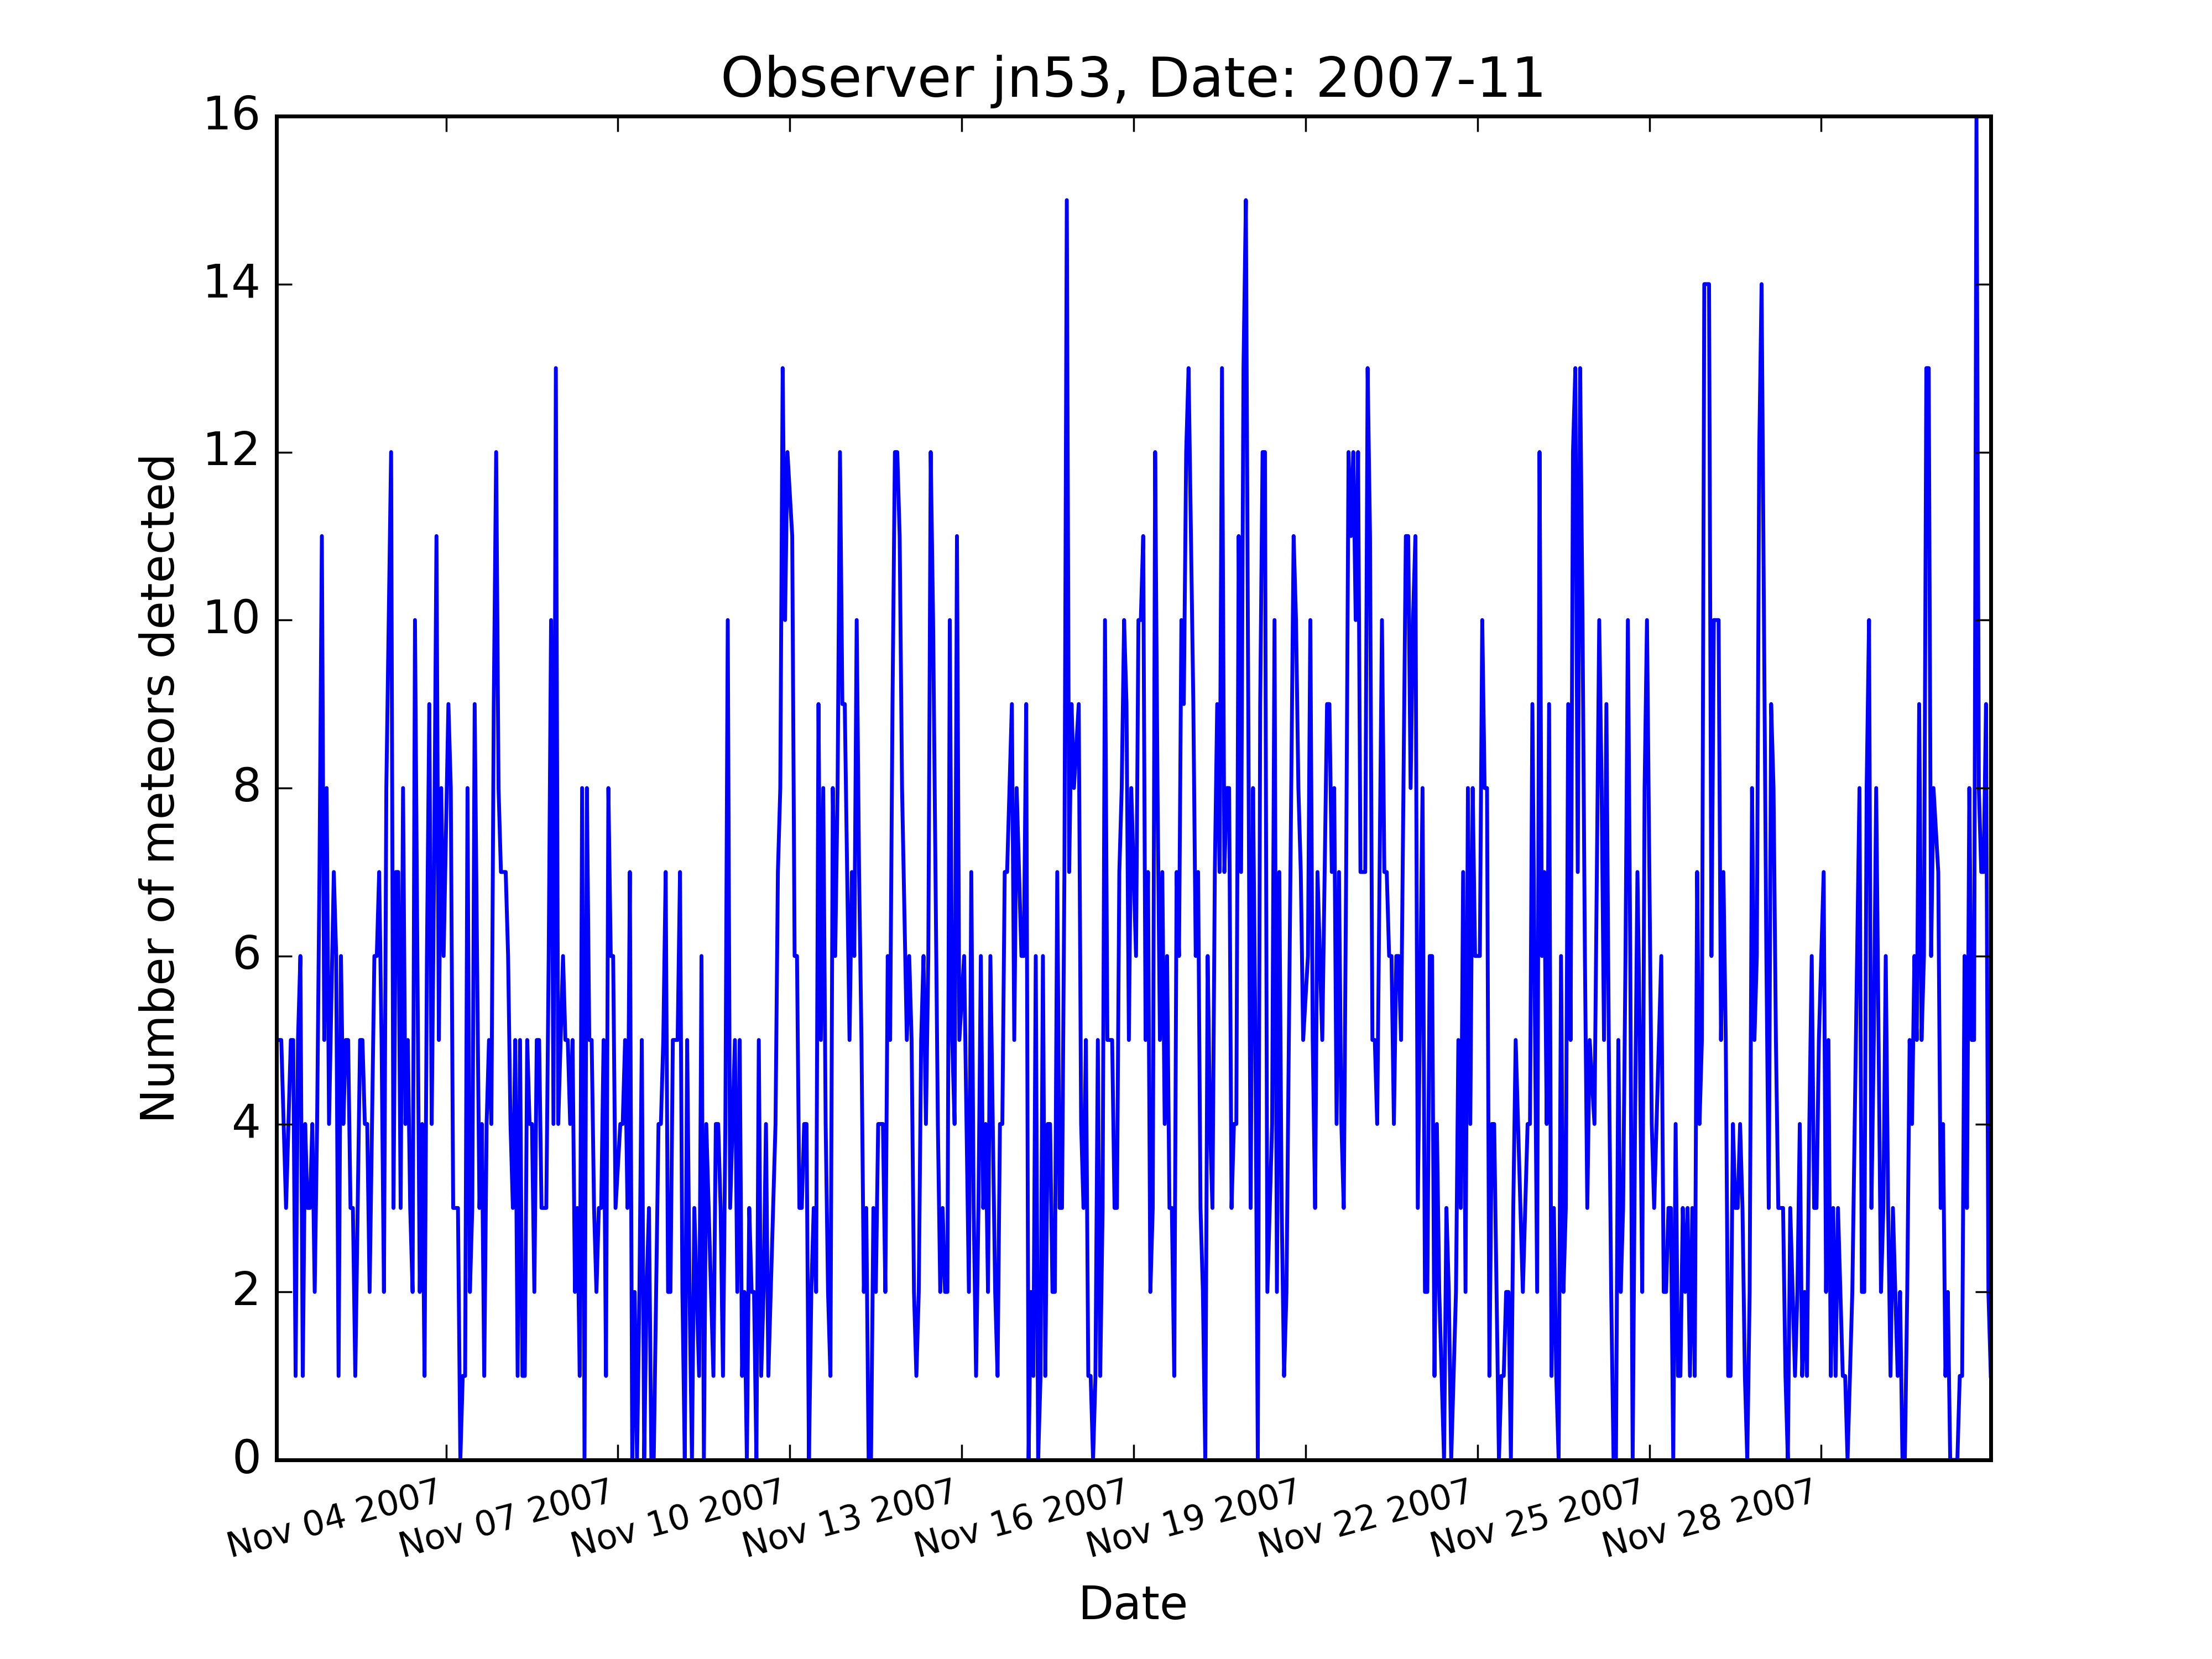 Observer jn53, Date: 2007-11
Number of meteors detected
16
14
12
10
8
6
4
2
0
Nov 04 2007
Nov 07 2007
Nov 10 2007
Nov 13 2007
Nov 16 2007
Nov 19 2007
Nov 22 2007
Nov 25 2007
Nov 28 2007
Date